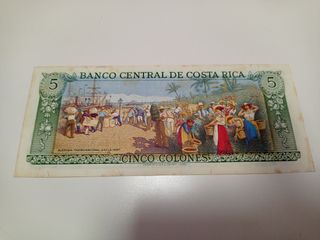 5 BANCO CENTRAL DE COSTA RICA 5
CINCO COLONES